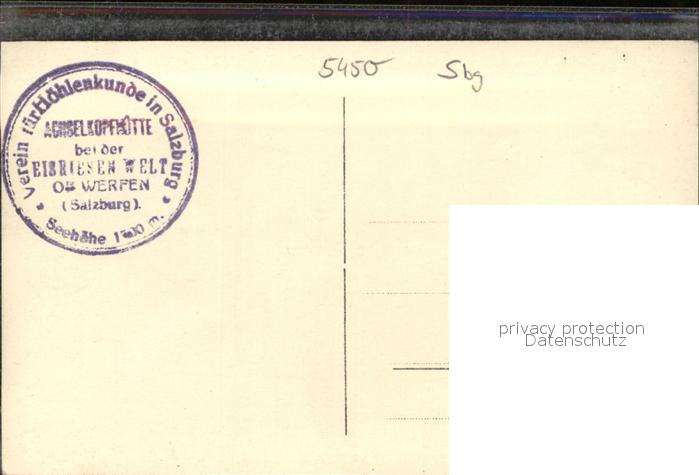 5450 Sbg
Verein für Höhlenkunde in Salzburg
ACHSELKOPFHÜTTE
bei der
EISRIESEN WELT
OB WERFEN
(Salzburg).
Seehöhe m.
privacy protection
Datenschutz